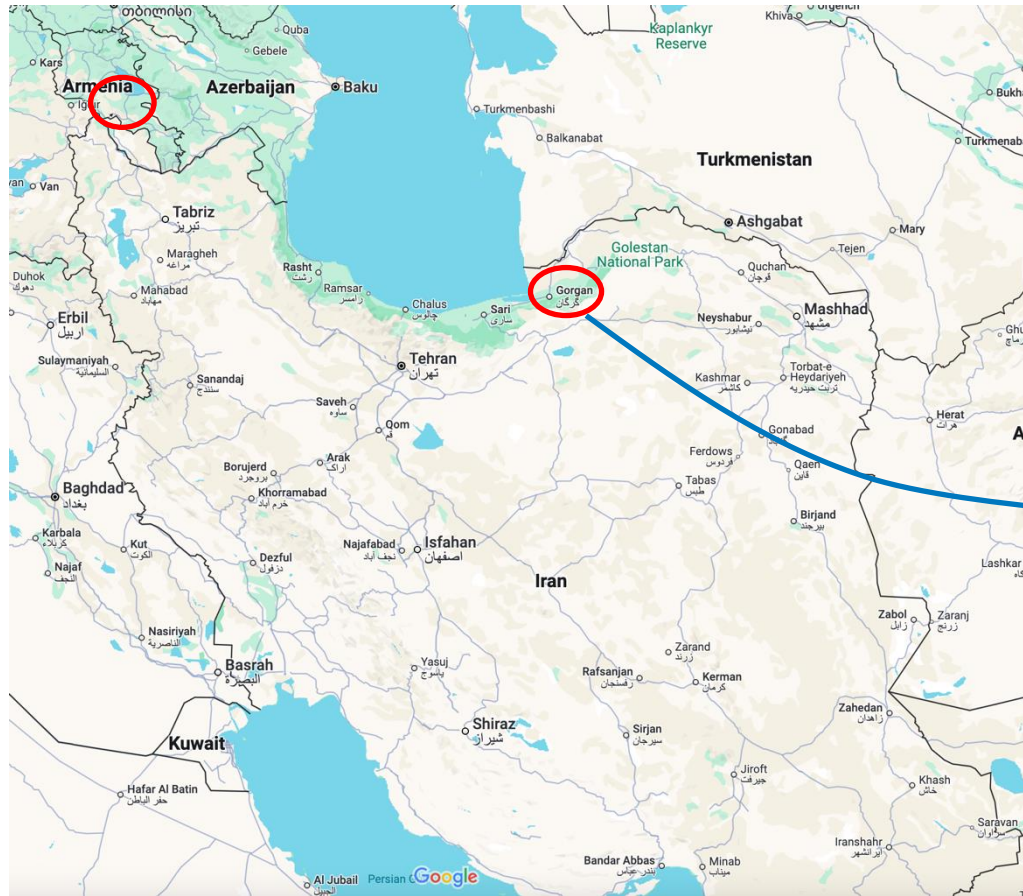 თბილისი
Quba
Gebele
Kars
Armenia
Azerbaijan
Baku
Khiva
Kaplankyr
Reserve
Turkmenbashi
Balkanabat
Turkmenistan
Van
Tabriz
تبریز
Ashgabat
Mary
Tejen
Maragheh
مراغه
Golestan
National Park
Quchan
قوچان
Duhok
دهوك
Mahabad
مهاباد
Rasht
رشت
Ramsar
رامسر
Chalus
چالوس
Sari
ساری
Gorgan
گرگان
Mashhad
مشهد
Neyshabur
نیشابور
Erbil
اربيل
Tehran
تهران
Sulaymaniyah
السليمانية
Sanandaj
سنندج
Kashmar
کاشمر
Torbat-e
Heydariyeh
تربت حیدریه
Saveh
ساوه
Qom
قم
Herat
هرات
Gonabad
Arak
اراک
Ferdows
فردوس
Qaen
قاین
Borujerd
بروجرد
Khorramabad
خرم آباد
Tabas
طبس
Baghdad
بغداد
Birjand
بیرجند
Karbala
كربلاء
Kut
الكوت
Najafabad
نجف آباد
Isfahan
اصفهان
Najaf
النجف
Dezful
دزفول
Iran
Lashkar
Zabol
زابل
Zaranj
زرنج
Nasiriyah
الناصرية
Zarand
زرند
Basrah
البصرة
Yasuj
یاسوج
Rafsanjan
رفسنجان
Kerman
کرمان
Kuwait
Shiraz
شیراز
Sirjan
سیرجان
Zahedan
زاهدان
Jiroft
جیرفت
Khash
خاش
Hafar Al Batin
حفر الباطن
Saravan
سراوان
Iranshahr
ایرانشهر
Bandar Abbas
بندر عباس
Minab
میناب
Al Jubail
الجبيل
Persian
Google